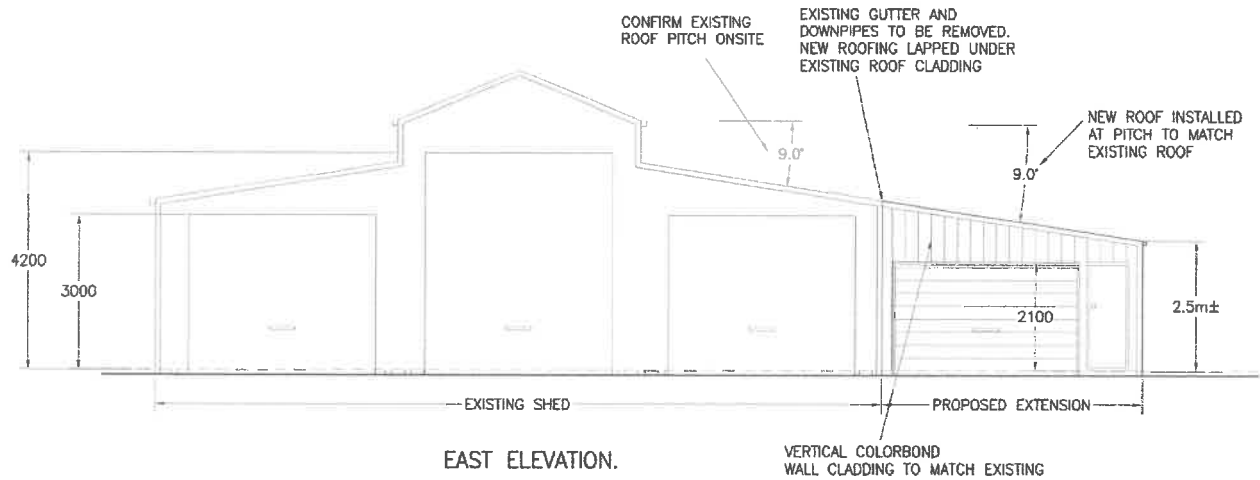 CONFIRM EXISTING
ROOF PITCH ONSITE
EXISTING GUTTER AND
DOWNPIPES TO BE REMOVED.
NEW ROOFING LAPPED UNDER
EXISTING ROOF CLADDING
NEW ROOF INSTALLED
AT PITCH TO MATCH
EXISTING ROOF
9.0°
9.0°
4200
3000
2100
2.5m±
EXISTING SHED
PROPOSED EXTENSION
EAST ELEVATION.
VERTICAL COLORBOND
WALL CLADDING TO MATCH EXISTING